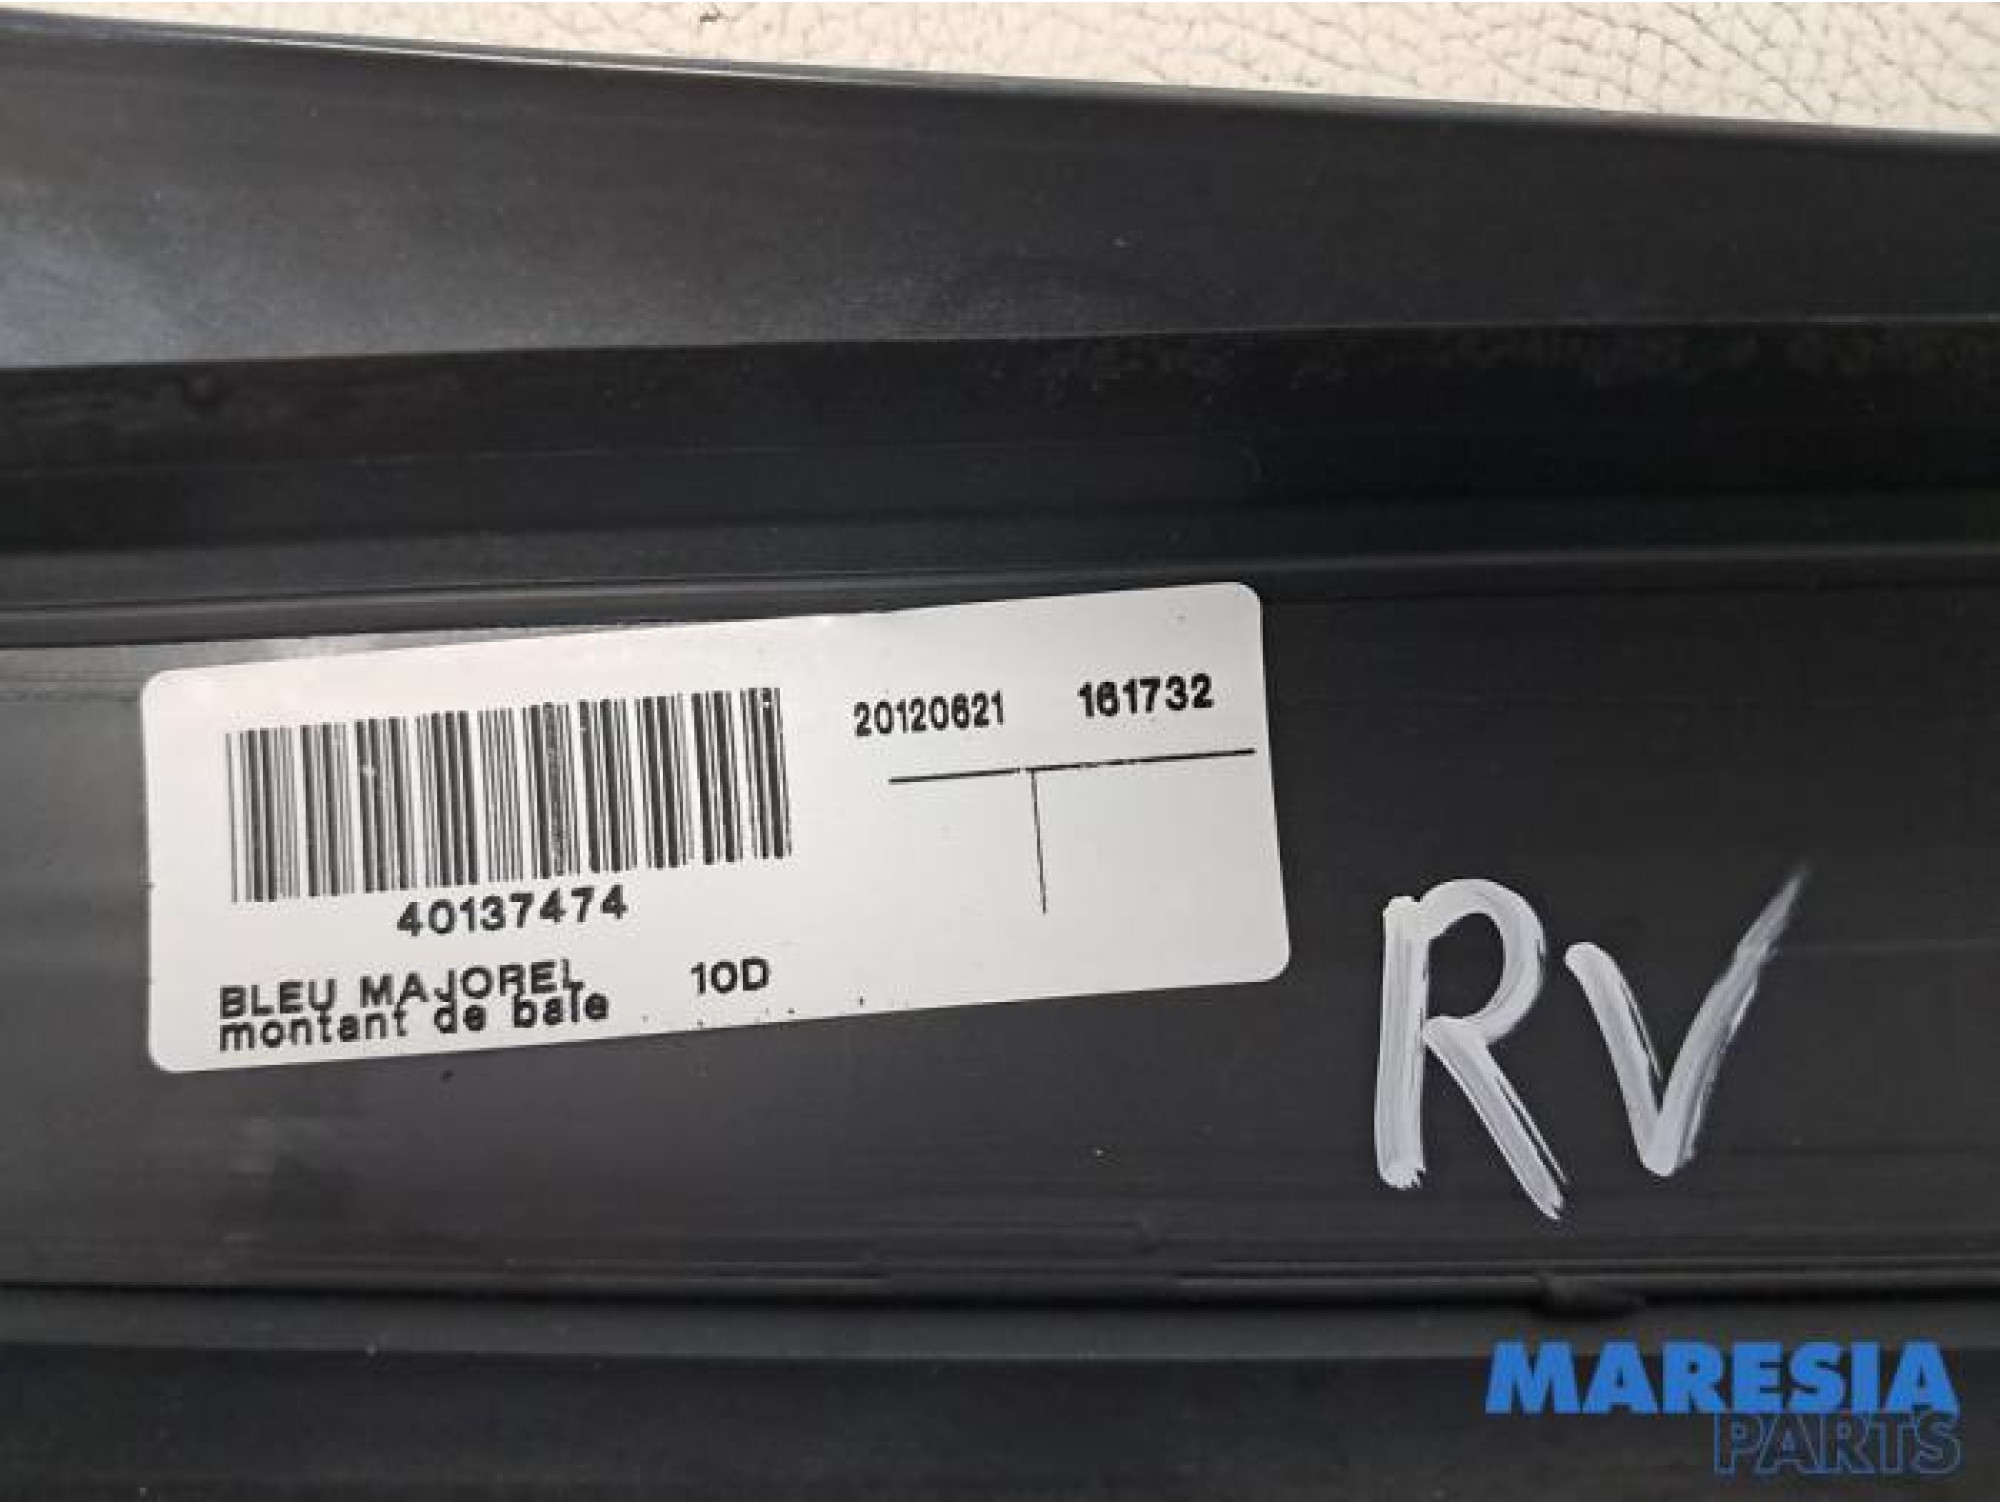 20120621 161732
40137474
BLEU MAJOREL 10D
montant de baie
RV
MARESIA
PARTS